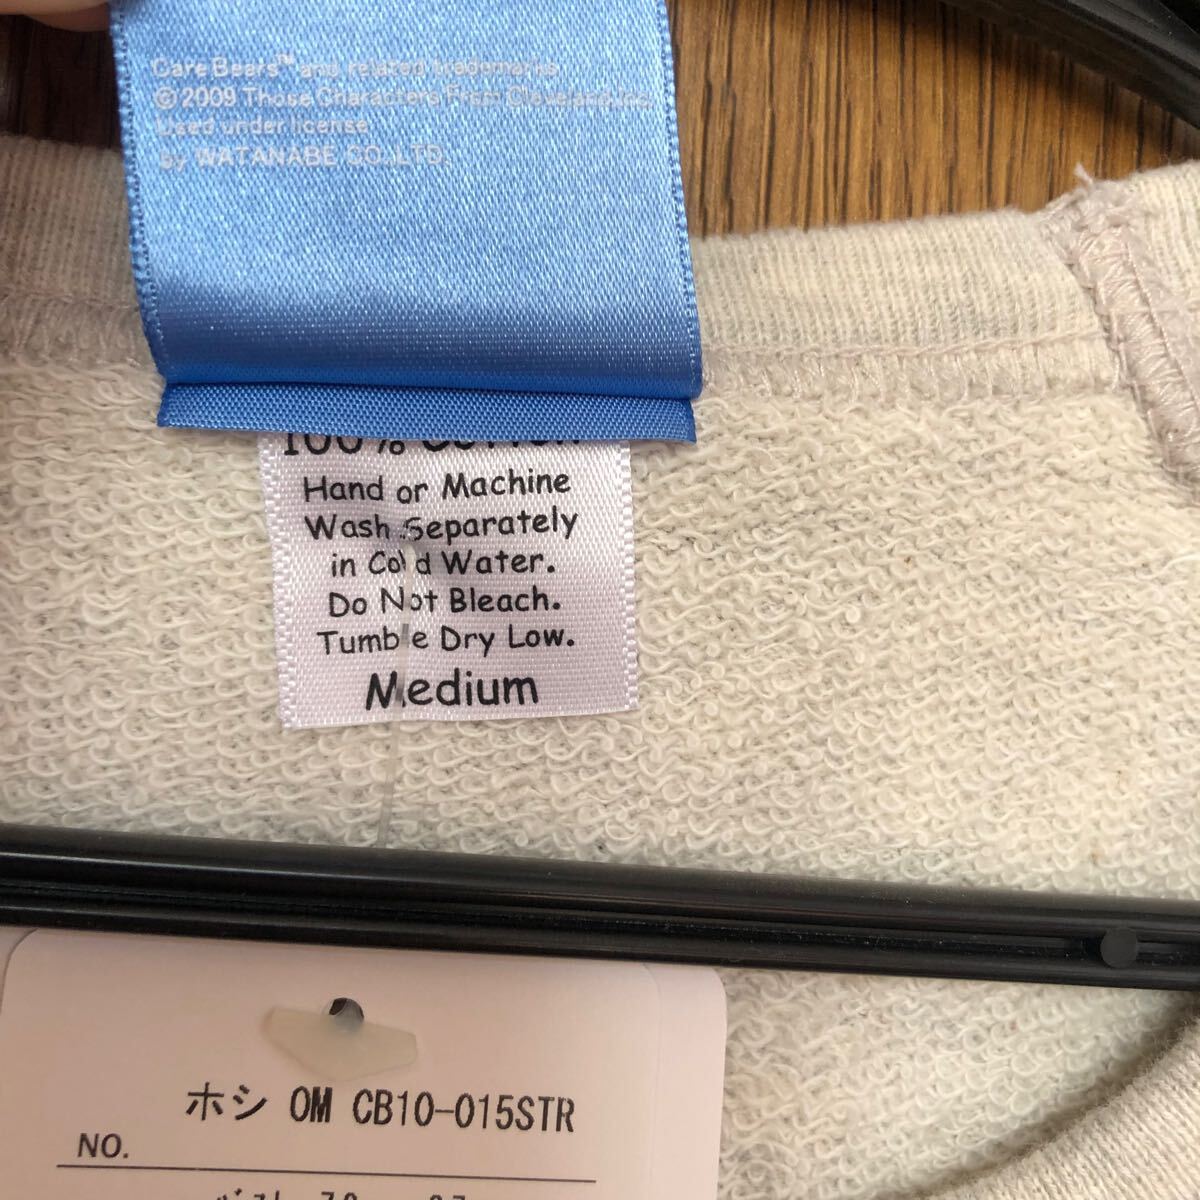 Care Bears™ and related trademarks
© 2009 Those Characters From Cleveland, Inc.
Used under license
by WATANABE CO., LTD.
100% Cotton
Hand or Machine
Wash Separately
in Cold Water.
Do Not Bleach.
Tumble Dry Low.
Medium
ホシ OM CB10-015STR
NO.